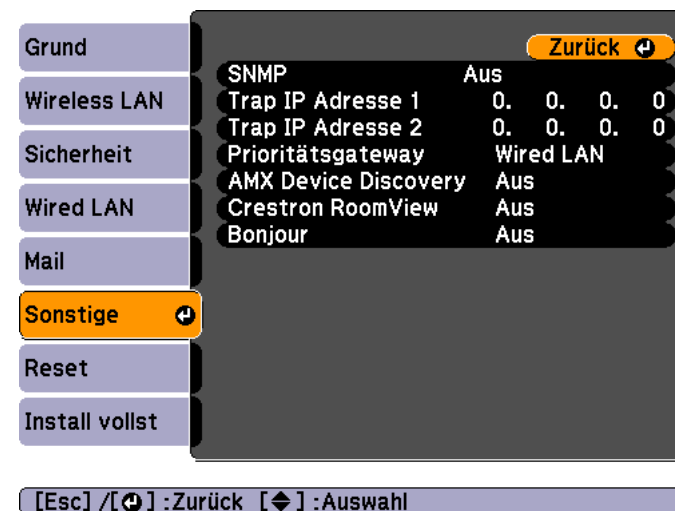 Grund
Wireless LAN
Sicherheit
Wired LAN
Mail
Sonstige
Reset
Install vollst
Zurück
SNMP Aus
Trap IP Adresse 1 0. 0. 0. 0
Trap IP Adresse 2 0. 0. 0. 0
Prioritätsgateway Wired LAN
AMX Device Discovery Aus
Crestron RoomView Aus
Bonjour Aus
[Esc] /[⏎] :Zurück [◆] :Auswahl